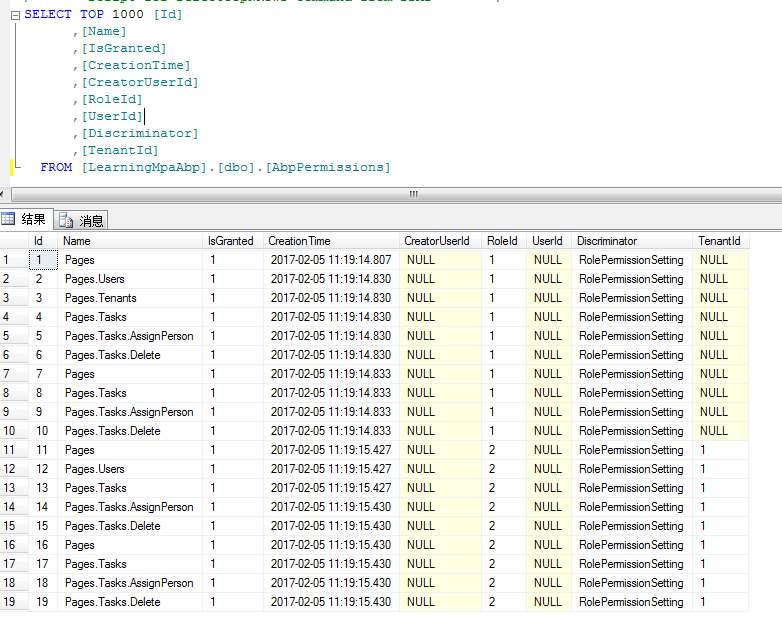 SELECT TOP 1000 [Id]
,[Name]
,[IsGranted]
,[CreationTime]
,[CreatorUserId]
,[RoleId]
,[UserId]
,[Discriminator]
,[TenantId]
FROM [LearningMpaAbp].[dbo].[AbpPermissions]
结果 消息
Id Name IsGranted CreationTime CreatorUserId RoleId UserId Discriminator TenantId
1 1 Pages 1 2017-02-05 11:19:14.807 NULL 1 NULL RolePermissionSetting NULL
2 2 Pages.Users 1 2017-02-05 11:19:14.830 NULL 1 NULL RolePermissionSetting NULL
3 3 Pages.Tenants 1 2017-02-05 11:19:14.830 NULL 1 NULL RolePermissionSetting NULL
4 4 Pages.Tasks 1 2017-02-05 11:19:14.830 NULL 1 NULL RolePermissionSetting NULL
5 5 Pages.Tasks.AssignPerson 1 2017-02-05 11:19:14.830 NULL 1 NULL RolePermissionSetting NULL
6 6 Pages.Tasks.Delete 1 2017-02-05 11:19:14.830 NULL 1 NULL RolePermissionSetting NULL
7 7 Pages 1 2017-02-05 11:19:14.833 NULL 1 NULL RolePermissionSetting NULL
8 8 Pages.Tasks 1 2017-02-05 11:19:14.833 NULL 1 NULL RolePermissionSetting NULL
9 9 Pages.Tasks.AssignPerson 1 2017-02-05 11:19:14.833 NULL 1 NULL RolePermissionSetting NULL
10 10 Pages.Tasks.Delete 1 2017-02-05 11:19:14.833 NULL 1 NULL RolePermissionSetting NULL
11 11 Pages 1 2017-02-05 11:19:15.427 NULL 2 NULL RolePermissionSetting 1
12 12 Pages.Users 1 2017-02-05 11:19:15.427 NULL 2 NULL RolePermissionSetting 1
13 13 Pages.Tasks 1 2017-02-05 11:19:15.427 NULL 2 NULL RolePermissionSetting 1
14 14 Pages.Tasks.AssignPerson 1 2017-02-05 11:19:15.430 NULL 2 NULL RolePermissionSetting 1
15 15 Pages.Tasks.Delete 1 2017-02-05 11:19:15.430 NULL 2 NULL RolePermissionSetting 1
16 16 Pages 1 2017-02-05 11:19:15.430 NULL 2 NULL RolePermissionSetting 1
17 17 Pages.Tasks 1 2017-02-05 11:19:15.430 NULL 2 NULL RolePermissionSetting 1
18 18 Pages.Tasks.AssignPerson 1 2017-02-05 11:19:15.430 NULL 2 NULL RolePermissionSetting 1
19 19 Pages.Tasks.Delete 1 2017-02-05 11:19:15.430 NULL 2 NULL RolePermissionSetting 1